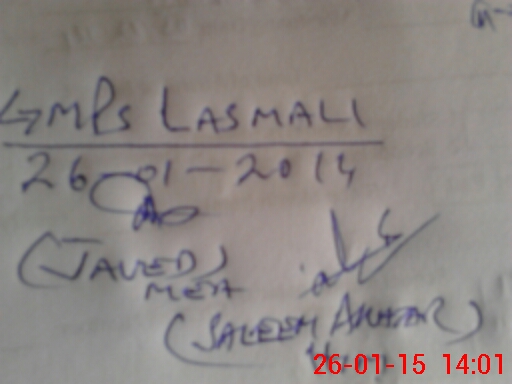 GMPS LASMALI
26-01-2014
(JAVED)
MEA
(SALEEM AKHTAR)
26-01-15 14:01